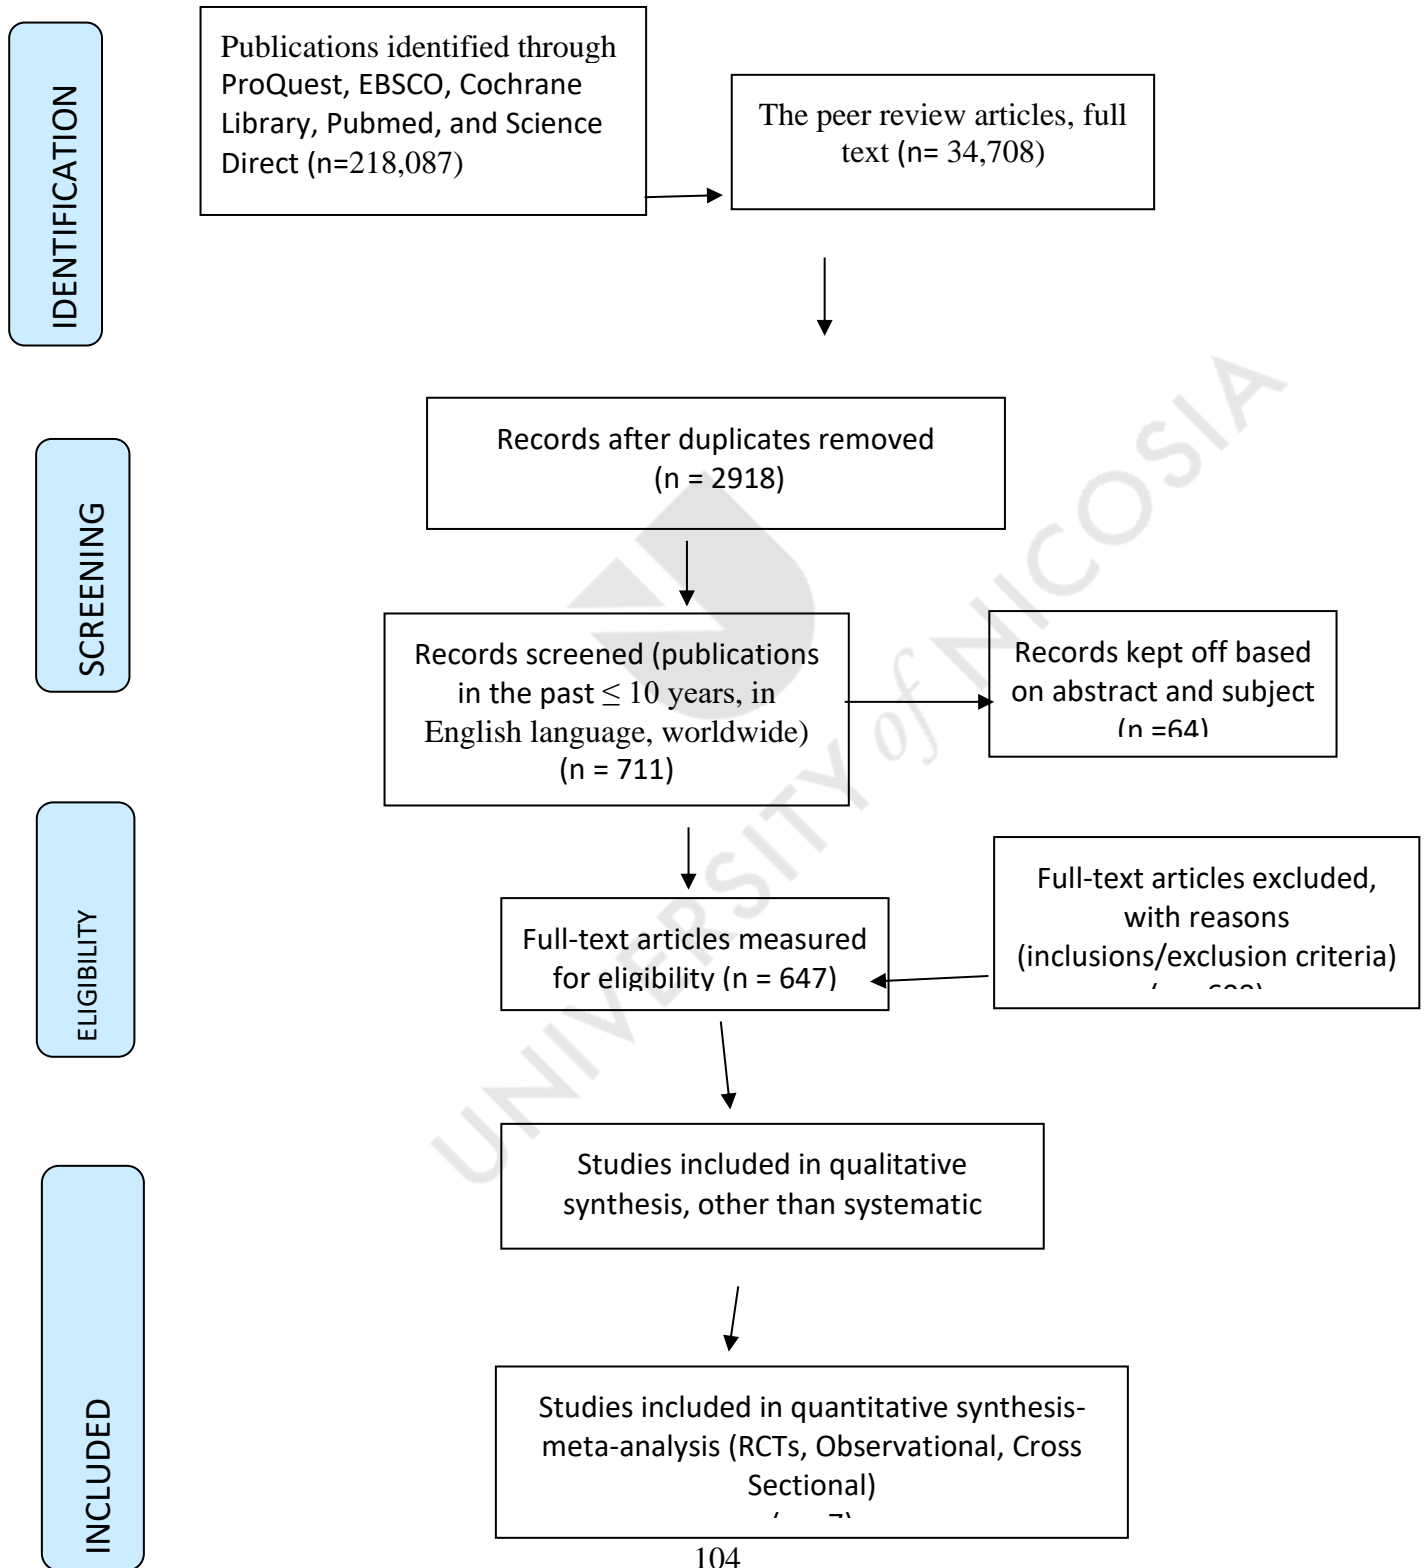 IDENTIFICATION
Publications identified through
ProQuest, EBSCO, Cochrane
Library, Pubmed, and Science
Direct (n=218,087)
The peer review articles, full
text (n= 34,708)
SCREENING
Records after duplicates removed
(n = 2918)
Records screened (publications
in the past ≤ 10 years, in
English language, worldwide)
(n = 711)
Records kept off based
on abstract and subject
(n =64)
ELIGIBILITY
Full-text articles measured
for eligibility (n = 647)
Full-text articles excluded,
with reasons
(inclusions/exclusion criteria)
INCLUDED
Studies included in qualitative
synthesis, other than systematic
Studies included in quantitative synthesis-
meta-analysis (RCTs, Observational, Cross
Sectional)
104
UNIVERSITY of NICOSIA